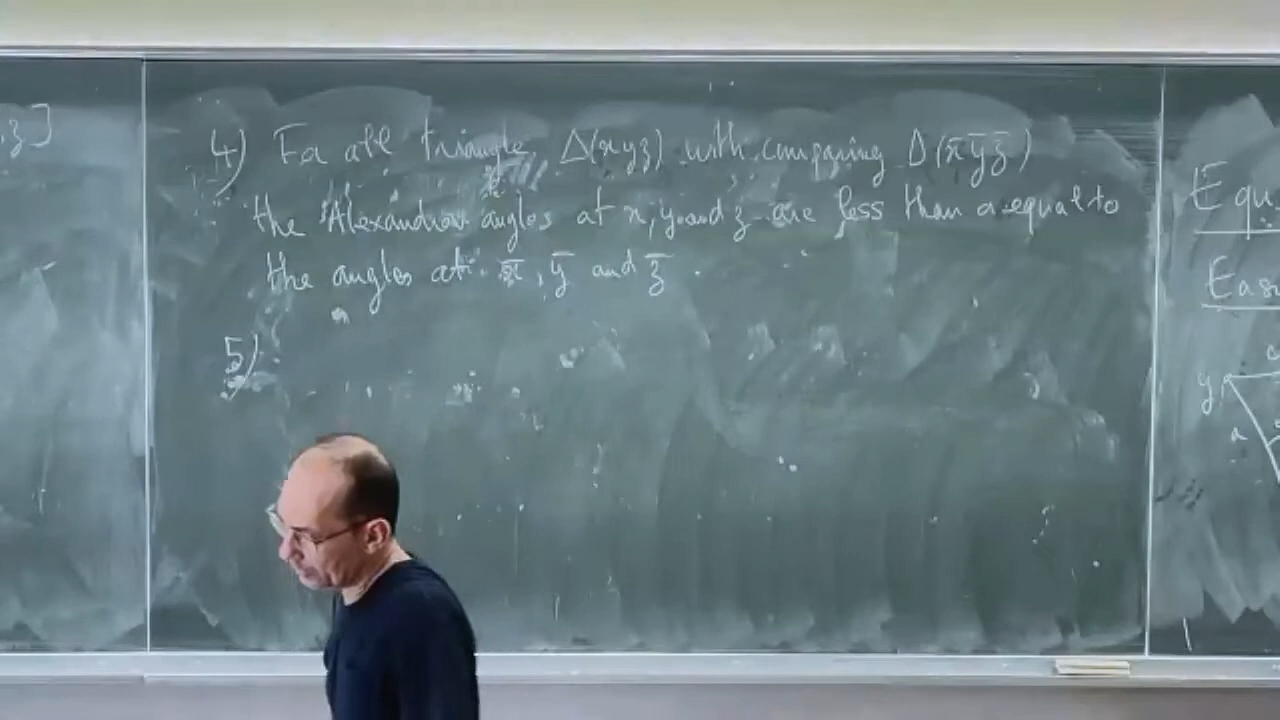 ,z]
4) For all triangle Δ(xyz) with comparing Δ(x̄ȳz̄)
the Alexandrov angles at x, y and z are less than or equal to
the angles at x̄, ȳ and z̄.
5)
Equ
Eas
c
y
a